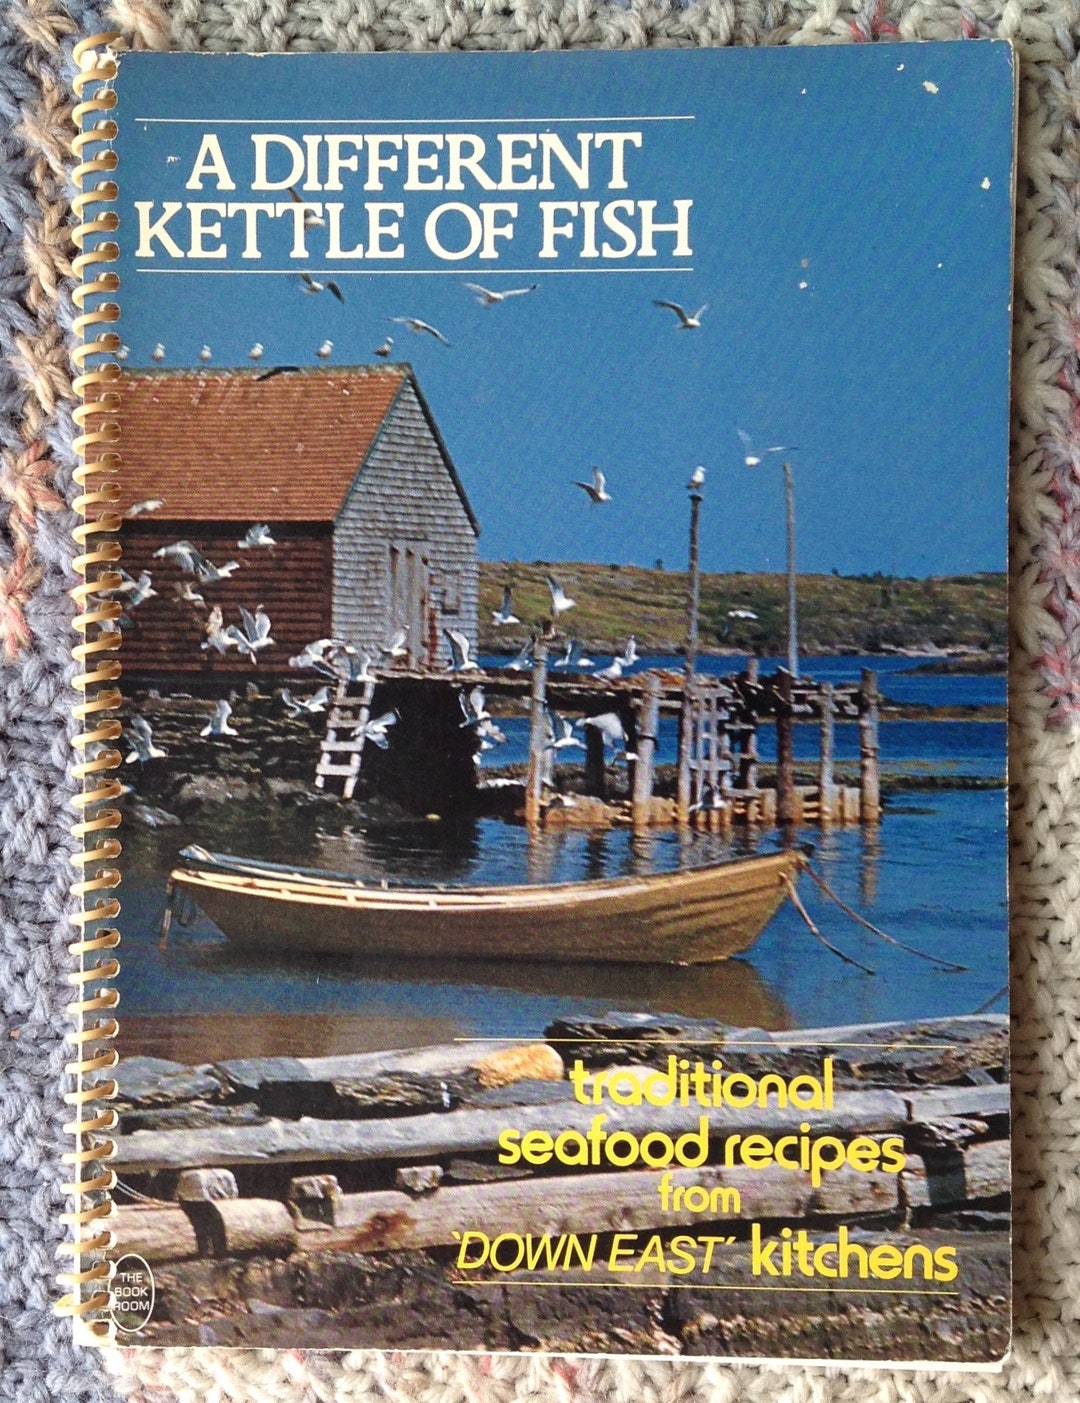 A DIFFERENT
KETTLE OF FISH
traditional
seafood recipes
from
'DOWN EAST' kitchens
THE
BOOK
ROOM